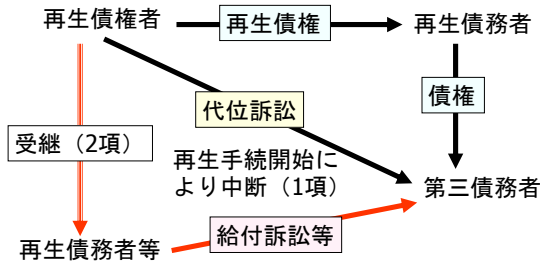 再生債権者
再生債権
再生債務者
代位訴訟
債権
受継（2項）
再生手続開始に
より中断（1項）
第三債務者
再生債務者等
給付訴訟等